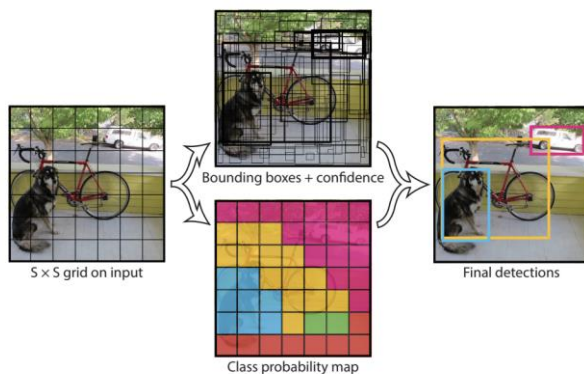 Bounding boxes + confidence
S × S grid on input
Final detections
Class probability map